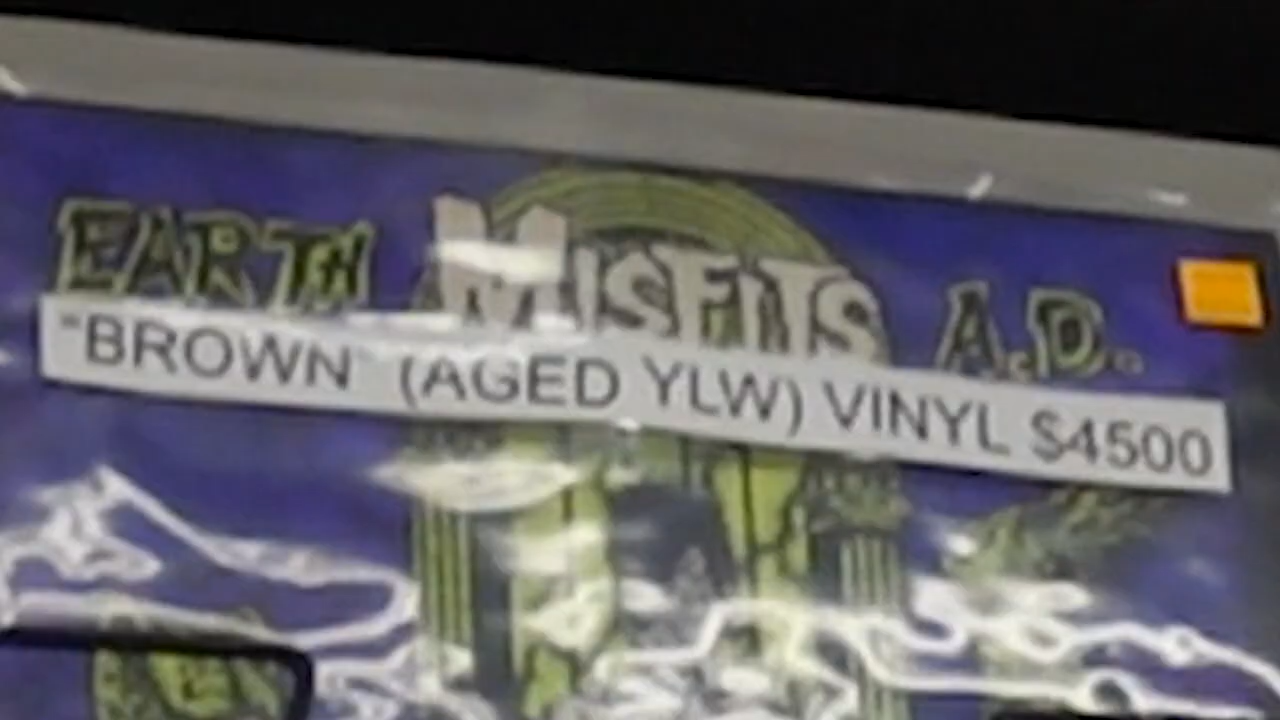 EARTH MISFITS A.D.
"BROWN" (AGED YLW) VINYL $4500